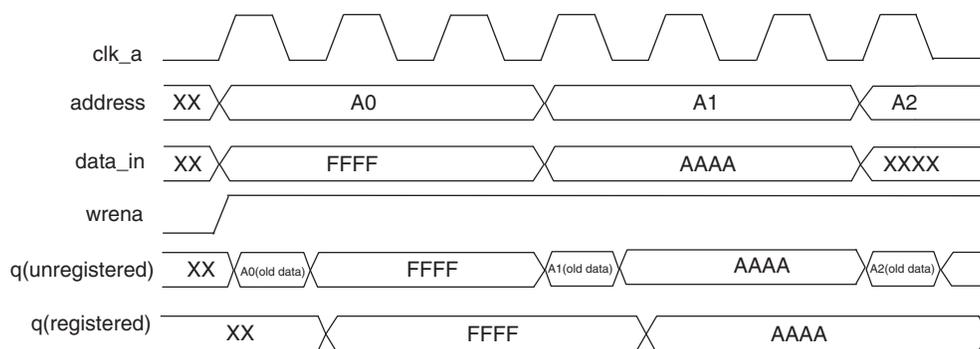 clk_a
address XX A0 A1 A2
data_in XX FFFF AAAA XXXX
wrena
q(unregistered) XX A0(old data) FFFF A1(old data) AAAA A2(old data)
q(registered) XX FFFF AAAA